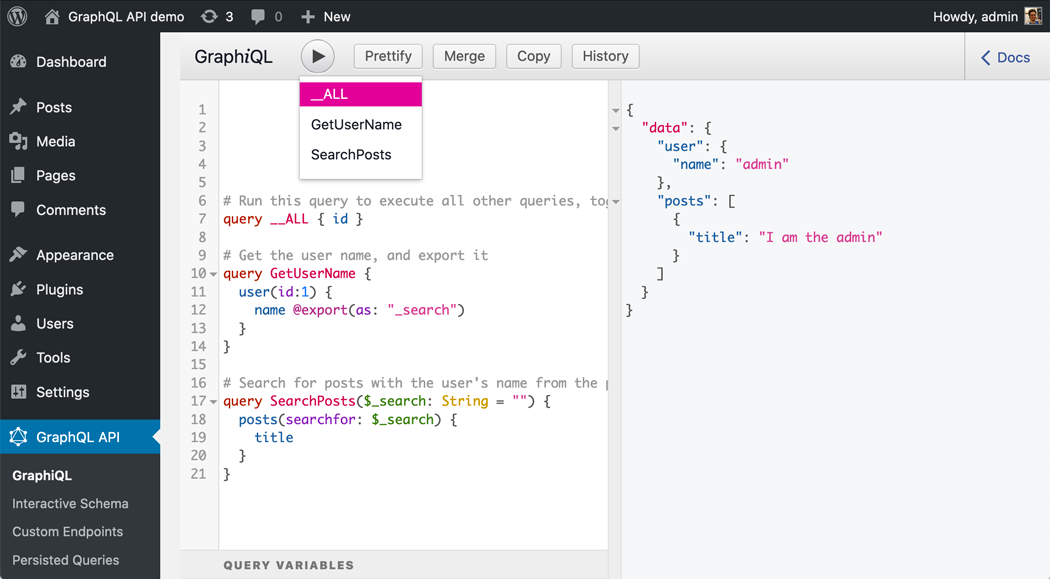 GraphQL API demo 3 0 New Howdy, admin
Dashboard
Posts
Media
Pages
Comments
Appearance
Plugins
Users
Tools
Settings
GraphQL API
GraphiQL
Interactive Schema
Custom Endpoints
Persisted Queries
GraphiQL Prettify Merge Copy History Docs
__ALL
GetUserName
SearchPosts
1
2
3
4
5
6 # Run this query to execute all other queries, tog
7 query __ALL { id }
8
9 # Get the user name, and export it
10 query GetUserName {
11 user(id:1) {
12 name @export(as: "_search")
13 }
14 }
15
16 # Search for posts with the user's name from the p
17 query SearchPosts($_search: String = "") {
18 posts(searchfor: $_search) {
19 title
20 }
21 }
QUERY VARIABLES
{
"data": {
"user": {
"name": "admin"
},
"posts": [
{
"title": "I am the admin"
}
]
}
}